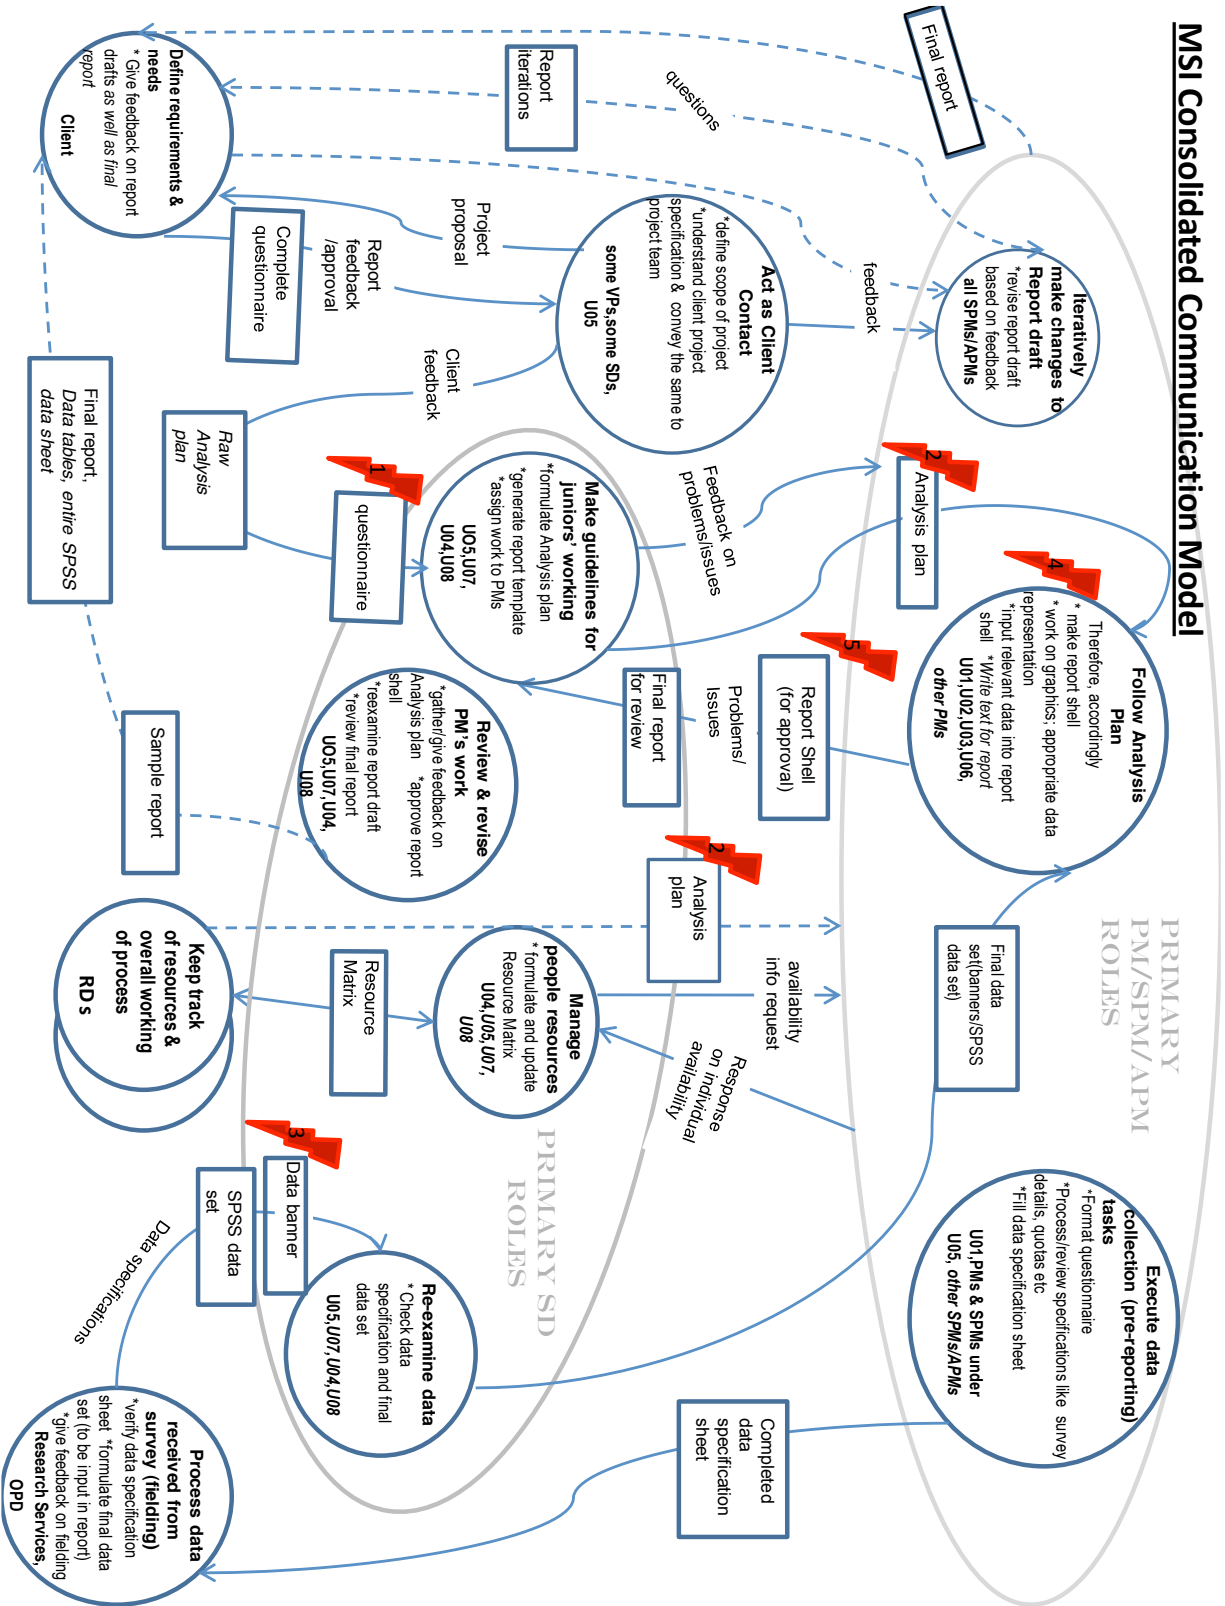 MSI Consolidated Communication Model
Final report
Report
iterations
questions
Define requirements &
needs
* Give feedback on report
drafts as well as final
report
Client
Iteratively
make changes to
Report draft
*revise report draft
based on feedback
all SPMs/APMs
feedback
Act as Client
Contact
*define scope of project
*understand client project
specification & convey the same to
project team
some VPs,some SDs,
U05
Project
proposal
Report
feedback
/approval
Complete
questionnaire
Client
feedback
Raw
Analysis
plan
Final report,
Data tables, entire SPSS
data sheet
2
Analysis plan
Feedback on
problems/issues
1
questionnaire
Make guidelines for
juniors' working
*formulate Analysis plan
*generate report template
*assign work to PMs
UO5,U07,
U04,U08
4
Follow Analysis
Plan
Therefore, accordingly
* make report shell
* work on graphics; appropriate data
representation
*input relevant data into report
shell *Write text for report
U01,U02,U03,U06,
other PMs
5
Report Shell
(for approval)
Problems/
Issues
Final report
for review
Review & revise
PM's work
*gather/give feedback on
Analysis plan *approve report
shell
*reexamine report draft
*review final report
UO5,U07,U04,
U08
Sample report
2
Analysis
plan
PRIMARY
PM/SPM/APM
ROLES
Final data
set(banners/SPSS
data set)
availability
info request
Response
on individual
availability
Manage
people resources
* formulate and update
Resource Matrix
U04,U05,U07,
U08
Resource
Matrix
Keep track
of resources &
overall working
of process
RDs
PRIMARY SD
ROLES
3
Data banner
SPSS data
set
Data specifications
Re-examine data
* Check data
specification and final
data set
U05,U07,U04,U08
Execute data
collection (pre-reporting)
tasks
*Format questionnaire
*Process/review specifications like survey
details, quotas etc
*Fill data specification sheet
U01,PMs & SPMs under
U05, other SPMs/APMs
Completed
data
specification
sheet
Process data
received from
survey (fielding)
*verify data specification
sheet *formulate final data
set (to be input in report)
*give feedback on fielding
Research Services,
OPD